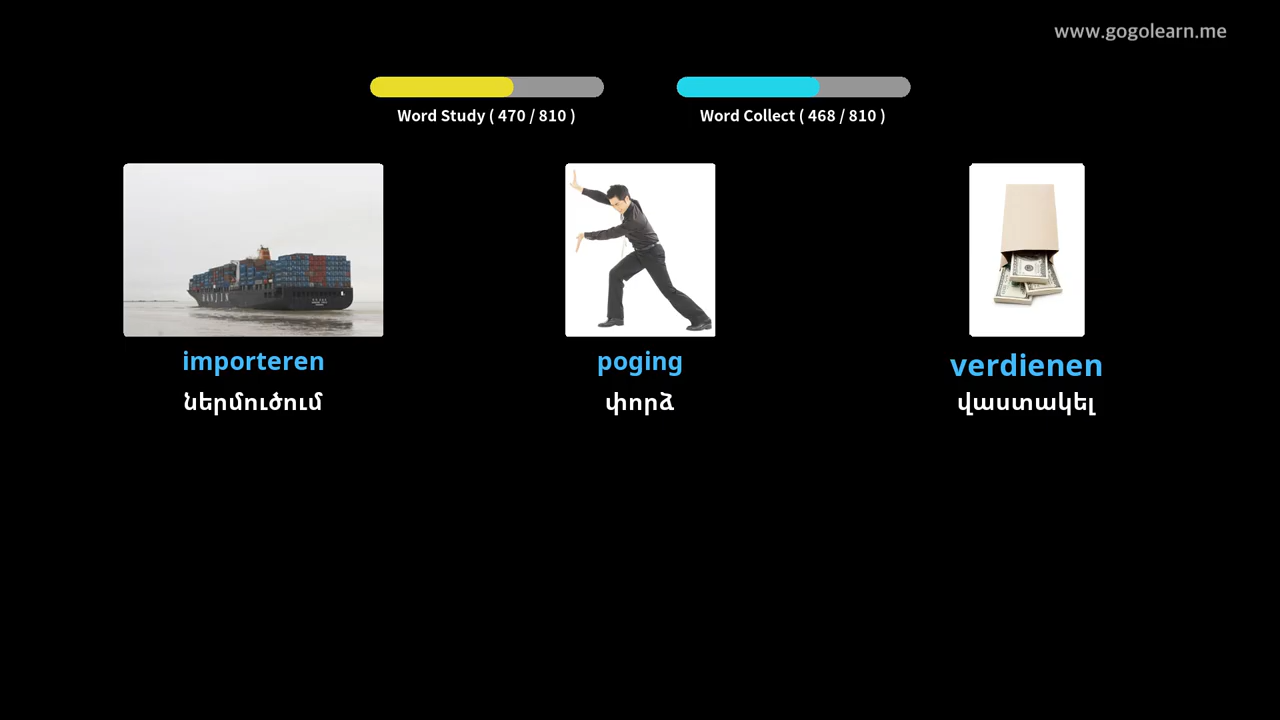 www.gogolearn.me
Word Study ( 470 / 810 )
Word Collect ( 468 / 810 )
importeren
poging
verdienen
ներմուծում
փորձ
վաստակել